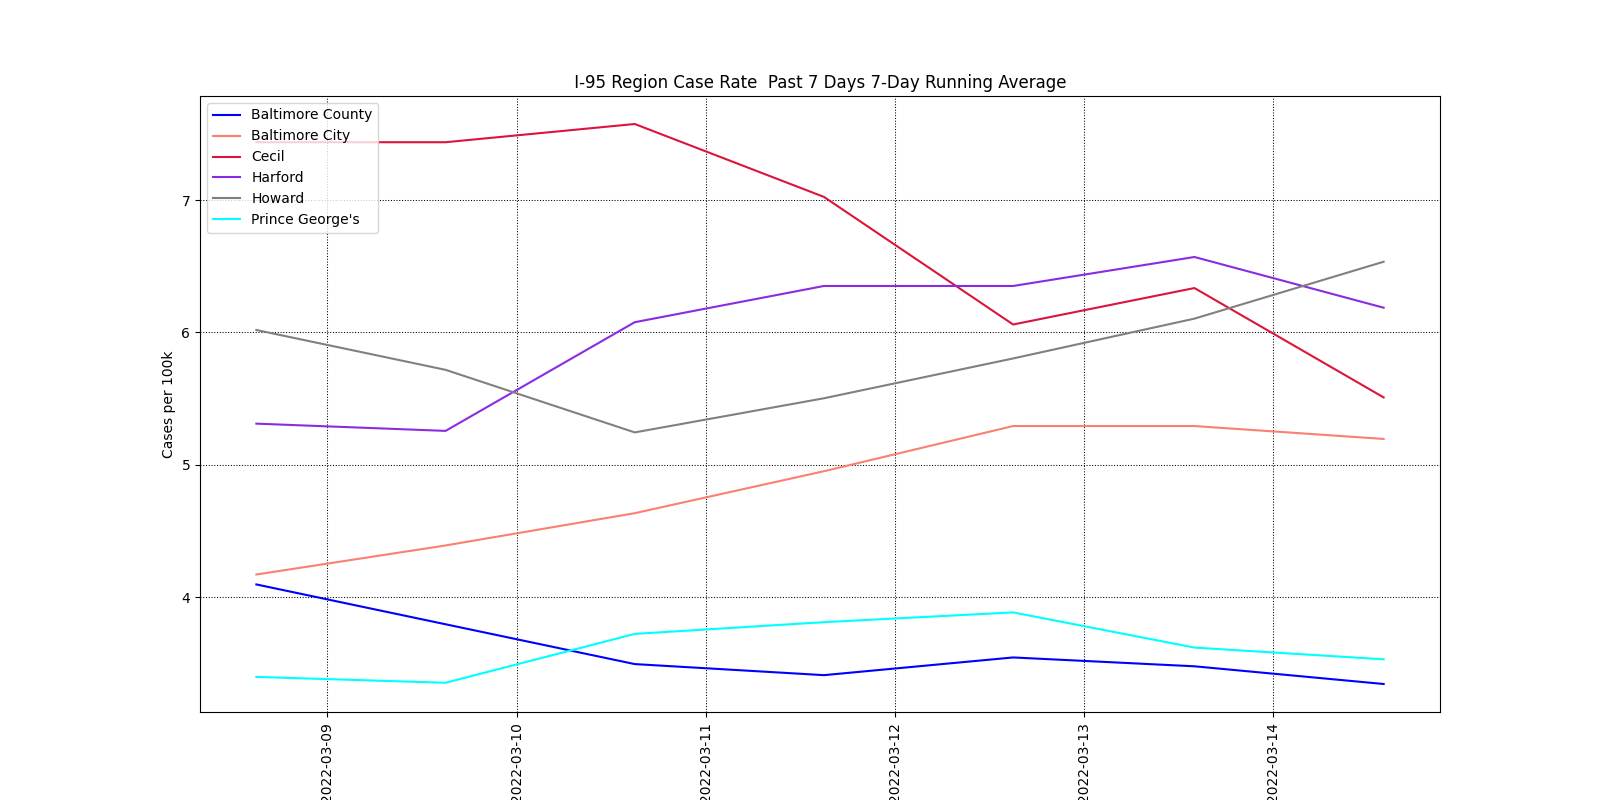 I-95 Region Case Rate  Past 7 Days 7-Day Running Average
Baltimore County
Baltimore City
Cecil
Harford
Howard
Prince George's
Cases per 100k
7
6
5
4
2022-03-09
2022-03-10
2022-03-11
2022-03-12
2022-03-13
2022-03-14